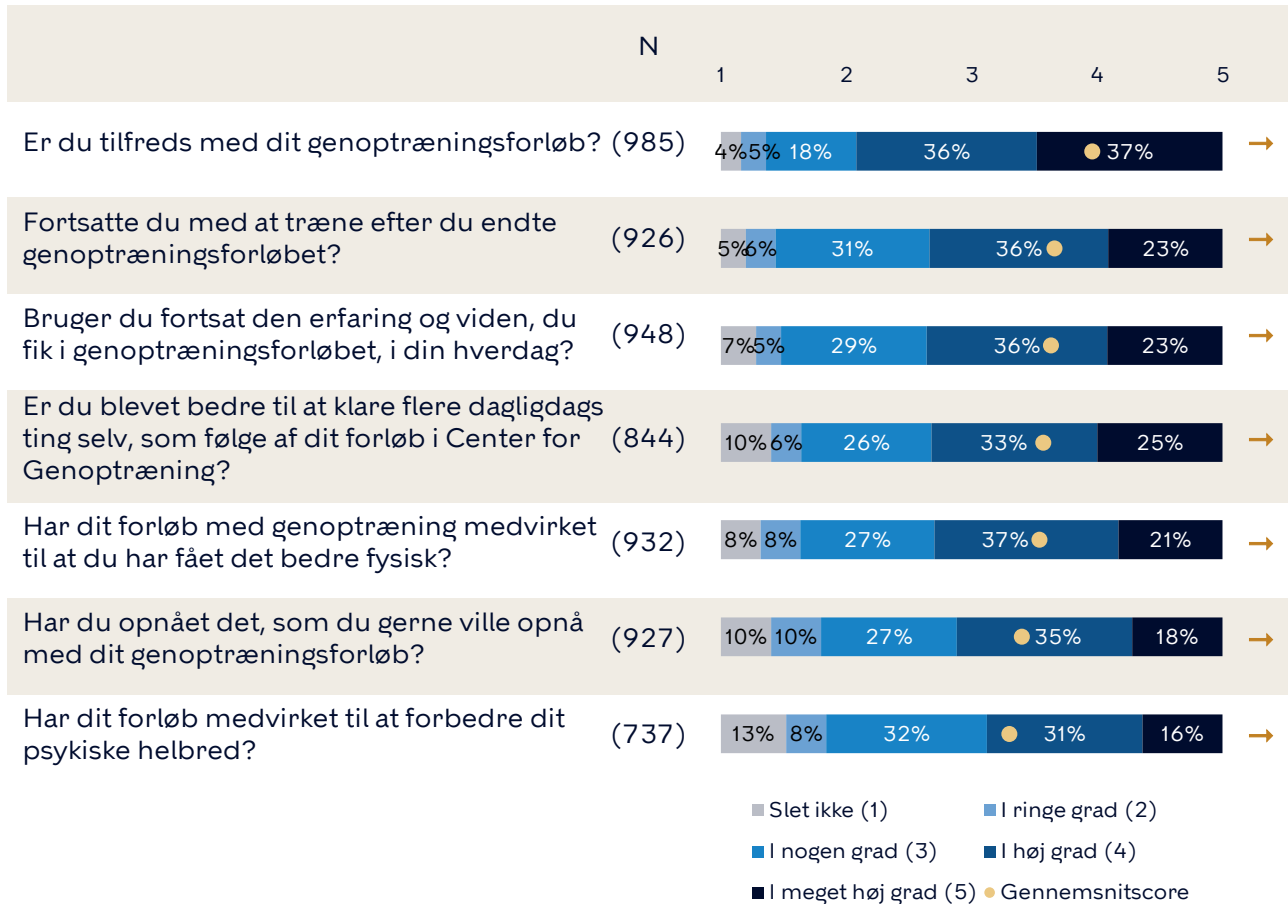 N
1 2 3 4 5
Er du tilfreds med dit genoptræningsforløb? (985) 4% 5% 18% 36% 37%
Fortsatte du med at træne efter du endte
genoptræningsforløbet?
(926) 5% 6% 31% 36% 23%
Bruger du fortsat den erfaring og viden, du
fik i genoptræningsforløbet, i din hverdag?
(948) 7% 5% 29% 36% 23%
Er du blevet bedre til at klare flere dagligdags
ting selv, som følge af dit forløb i Center for
Genoptræning?
(844) 10% 6% 26% 33% 25%
Har dit forløb med genoptræning medvirket
til at du har fået det bedre fysisk?
(932) 8% 8% 27% 37% 21%
Har du opnået det, som du gerne ville opnå
med dit genoptræningsforløb?
(927) 10% 10% 27% 35% 18%
Har dit forløb medvirket til at forbedre dit
psykiske helbred?
(737) 13% 8% 32% 31% 16%
Slet ikke (1) I ringe grad (2)
I nogen grad (3) I høj grad (4)
I meget høj grad (5) Gennemsnitscore